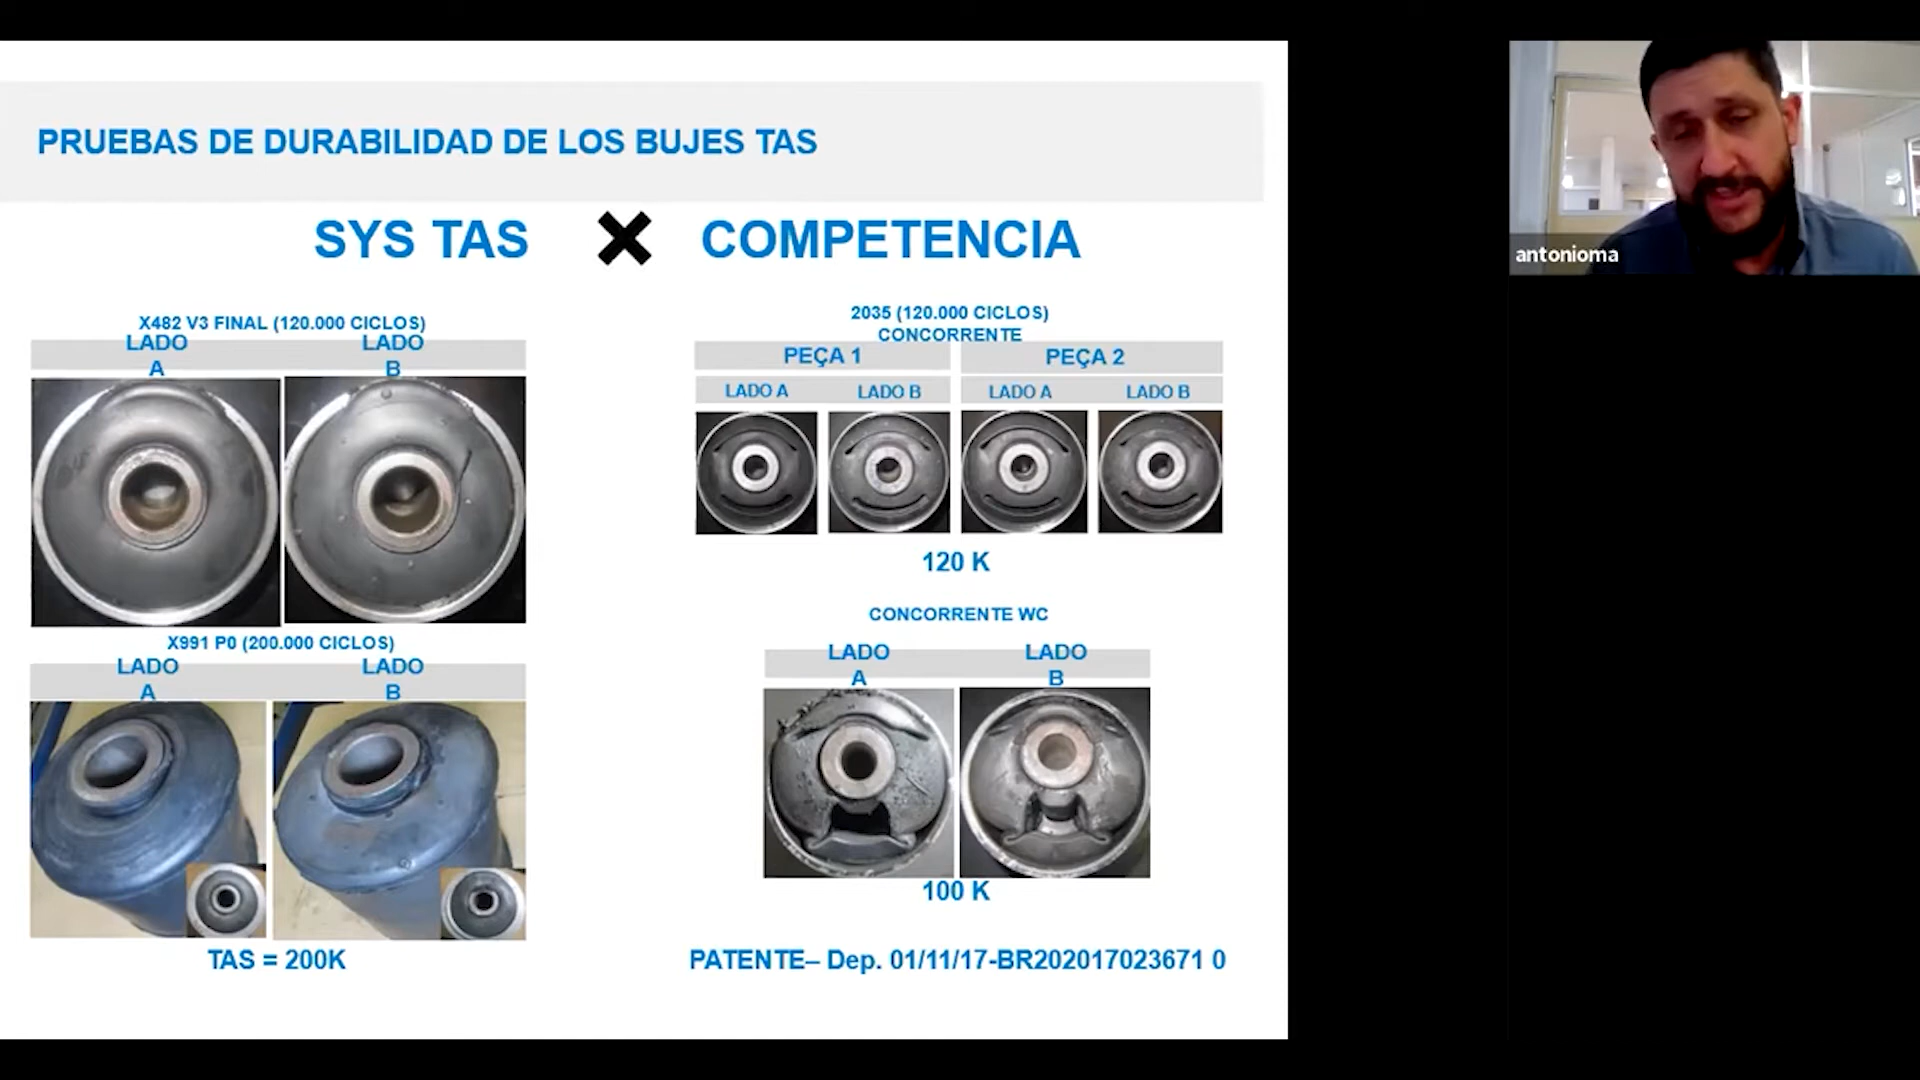 PRUEBAS DE DURABILIDAD DE LOS BUJES TAS
SYS TAS
COMPETENCIA
X482 V3 FINAL (120.000 CICLOS)
LADO
A
LADO
B
X991 P0 (200.000 CICLOS)
LADO
A
LADO
B
TAS = 200K
2035 (120.000 CICLOS)
CONCORRENTE
PEÇA 1
PEÇA 2
LADO A
LADO B
LADO A
LADO B
120 K
CONCORRENTE WC
LADO
A
LADO
B
100 K
PATENTE– Dep. 01/11/17-BR202017023671 0
antonioma